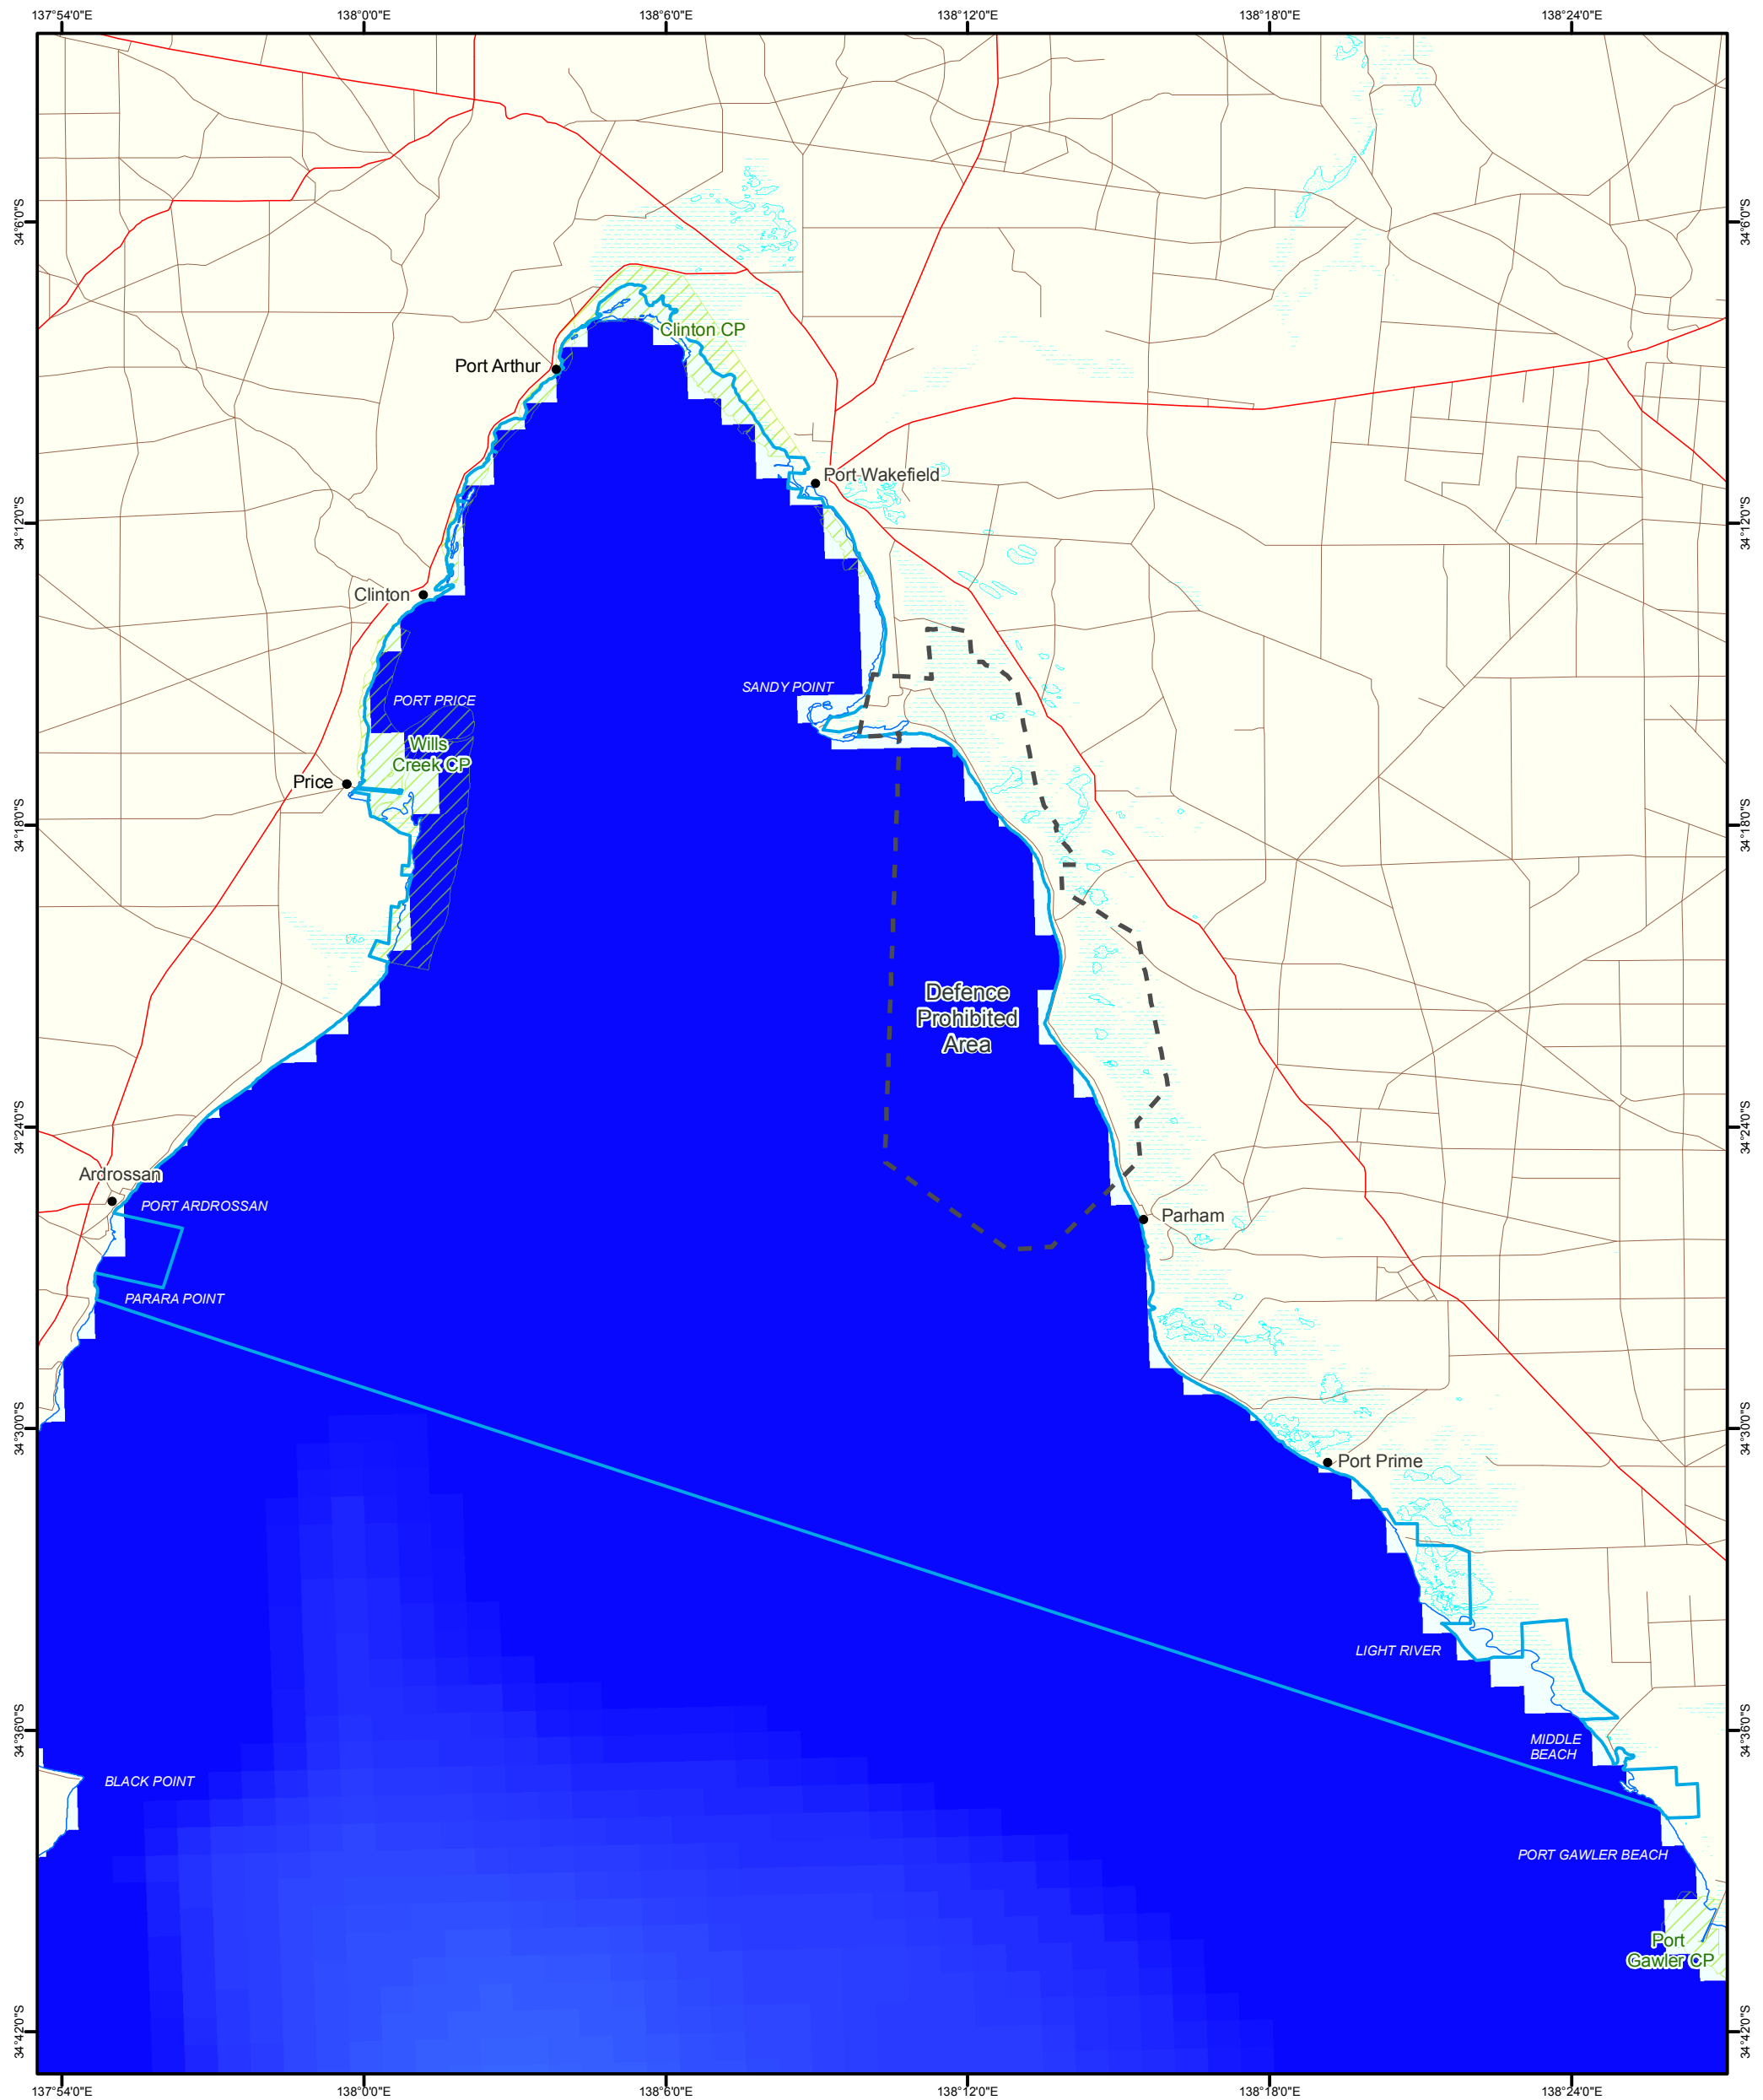 137°54'0"E
138°0'0"E
138°6'0"E
138°12'0"E
138°18'0"E
138°24'0"E
34°6'0"S
34°6'0"S
Clinton CP
Port Arthur
Port Wakefield
34°12'0"S
34°12'0"S
Clinton
SANDY POINT
PORT PRICE
Wills
Creek CP
Price
34°18'0"S
34°18'0"S
Defence
Prohibited
Area
34°24'0"S
34°24'0"S
Ardrossan
PORT ARDROSSAN
Parham
PARARA POINT
34°30'0"S
34°30'0"S
Port Prime
LIGHT RIVER
34°36'0"S
34°36'0"S
MIDDLE
BEACH
BLACK POINT
PORT GAWLER BEACH
Port
Gawler CP
34°42'0"S
34°42'0"S
137°54'0"E
138°0'0"E
138°6'0"E
138°12'0"E
138°18'0"E
138°24'0"E